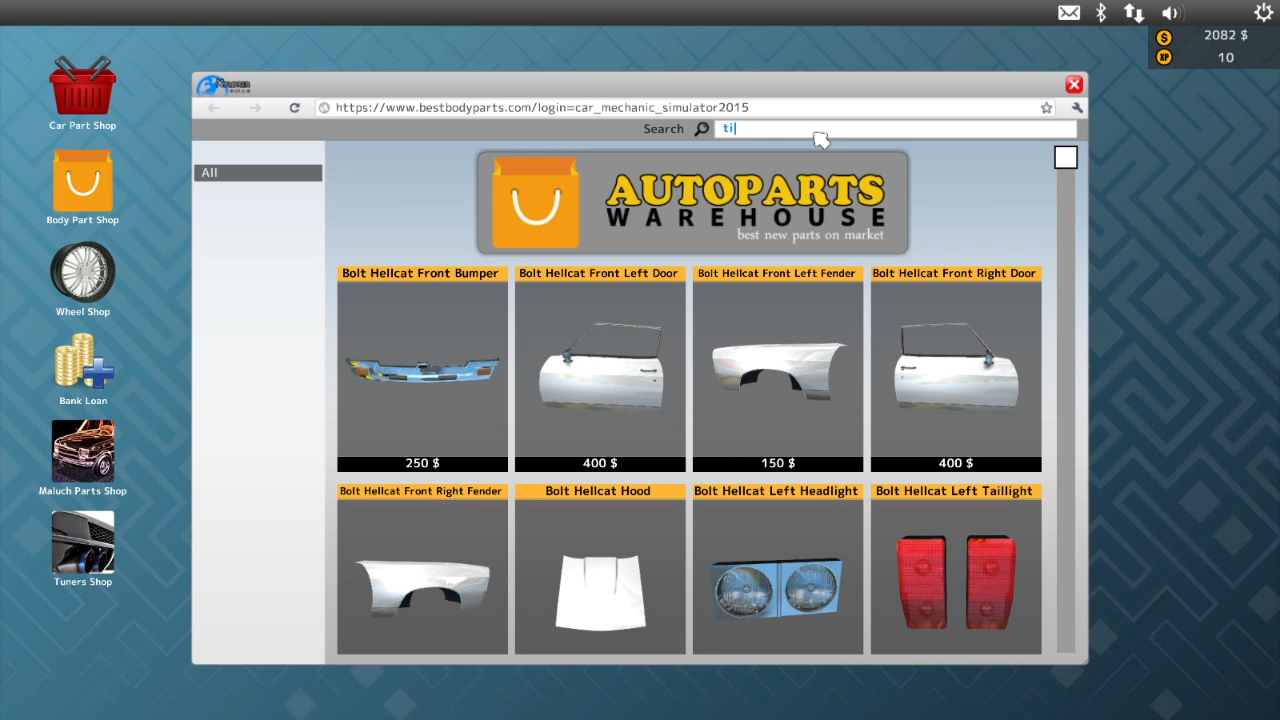 2082 $
10
Car Part Shop
Body Part Shop
Wheel Shop
Bank Loan
Maluch Parts Shop
Tuners Shop
https://www.bestbodyparts.com/login=car_mechanic_simulator2015
Search ti
All
AUTOPARTS
WAREHOUSE
best new parts on market
Bolt Hellcat Front Bumper
Bolt Hellcat Front Left Door
Bolt Hellcat Front Left Fender
Bolt Hellcat Front Right Door
250 $
400 $
150 $
400 $
Bolt Hellcat Front Right Fender
Bolt Hellcat Hood
Bolt Hellcat Left Headlight
Bolt Hellcat Left Taillight